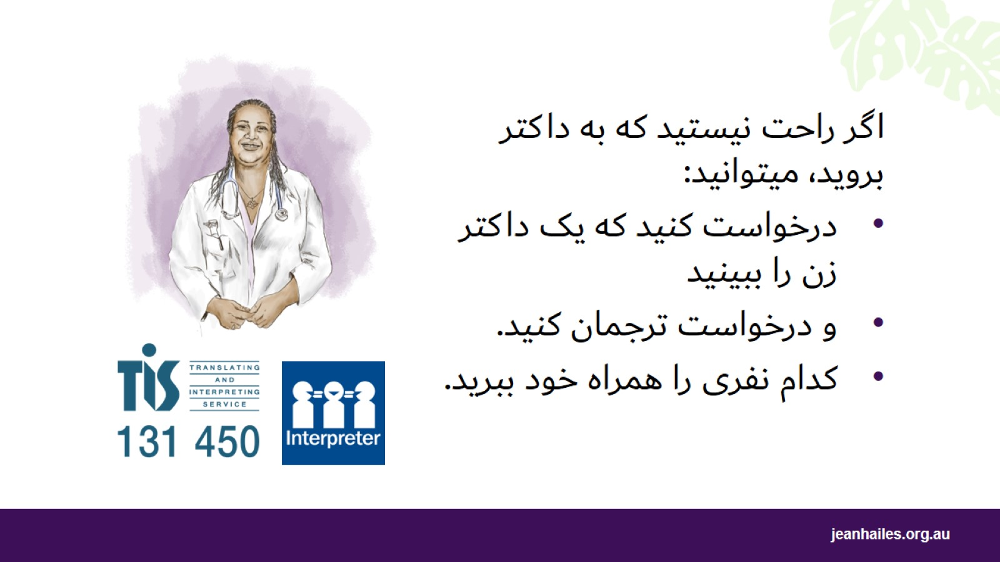 اگر راحت نیستید که به داکتر
بروید، میتوانید:
• درخواست کنید که یک داکتر
زن را ببینید
• و درخواست ترجمان کنید.
• کدام نفری را همراه خود ببرید.
TiS
TRANSLATING
AND
INTERPRETING
SERVICE
131 450
Interpreter
jeanhailes.org.au